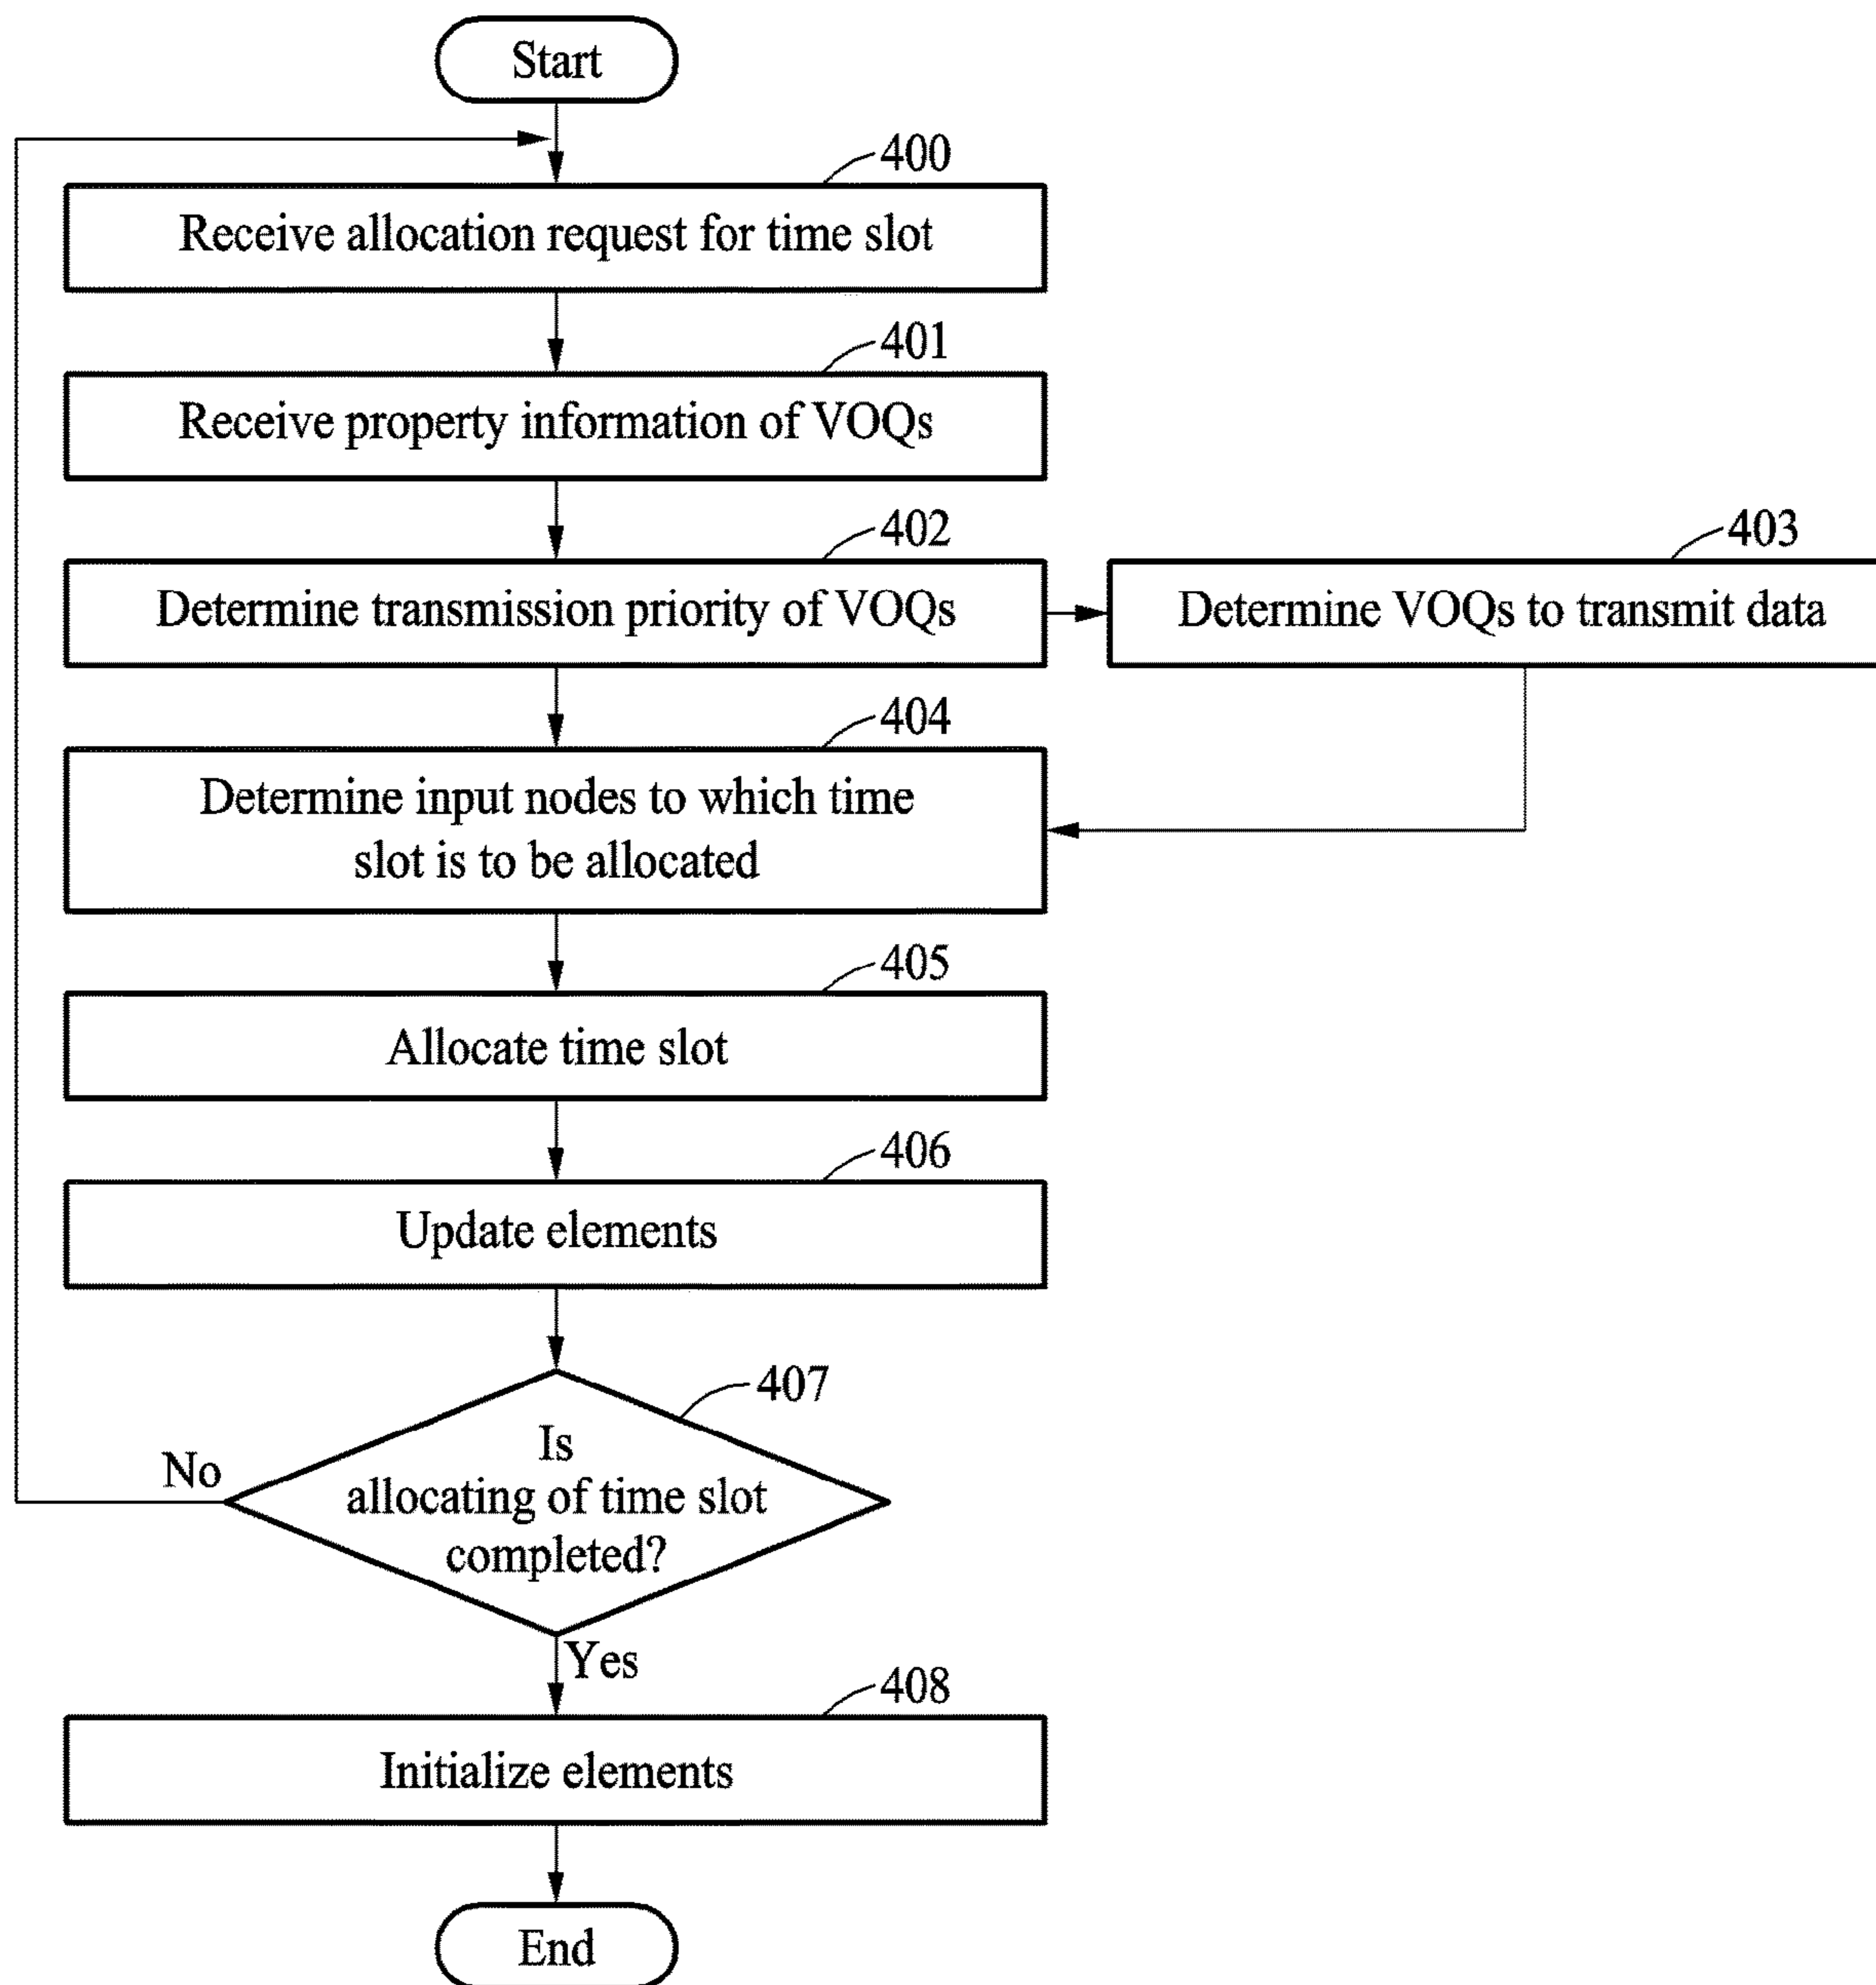 Start
400
Receive allocation request for time slot
401
Receive property information of VOQs
402
Determine transmission priority of VOQs
403
Determine VOQs to transmit data
404
Determine input nodes to which time
slot is to be allocated
405
Allocate time slot
406
Update elements
407
Is
allocating of time slot
completed?
No
Yes
408
Initialize elements
End